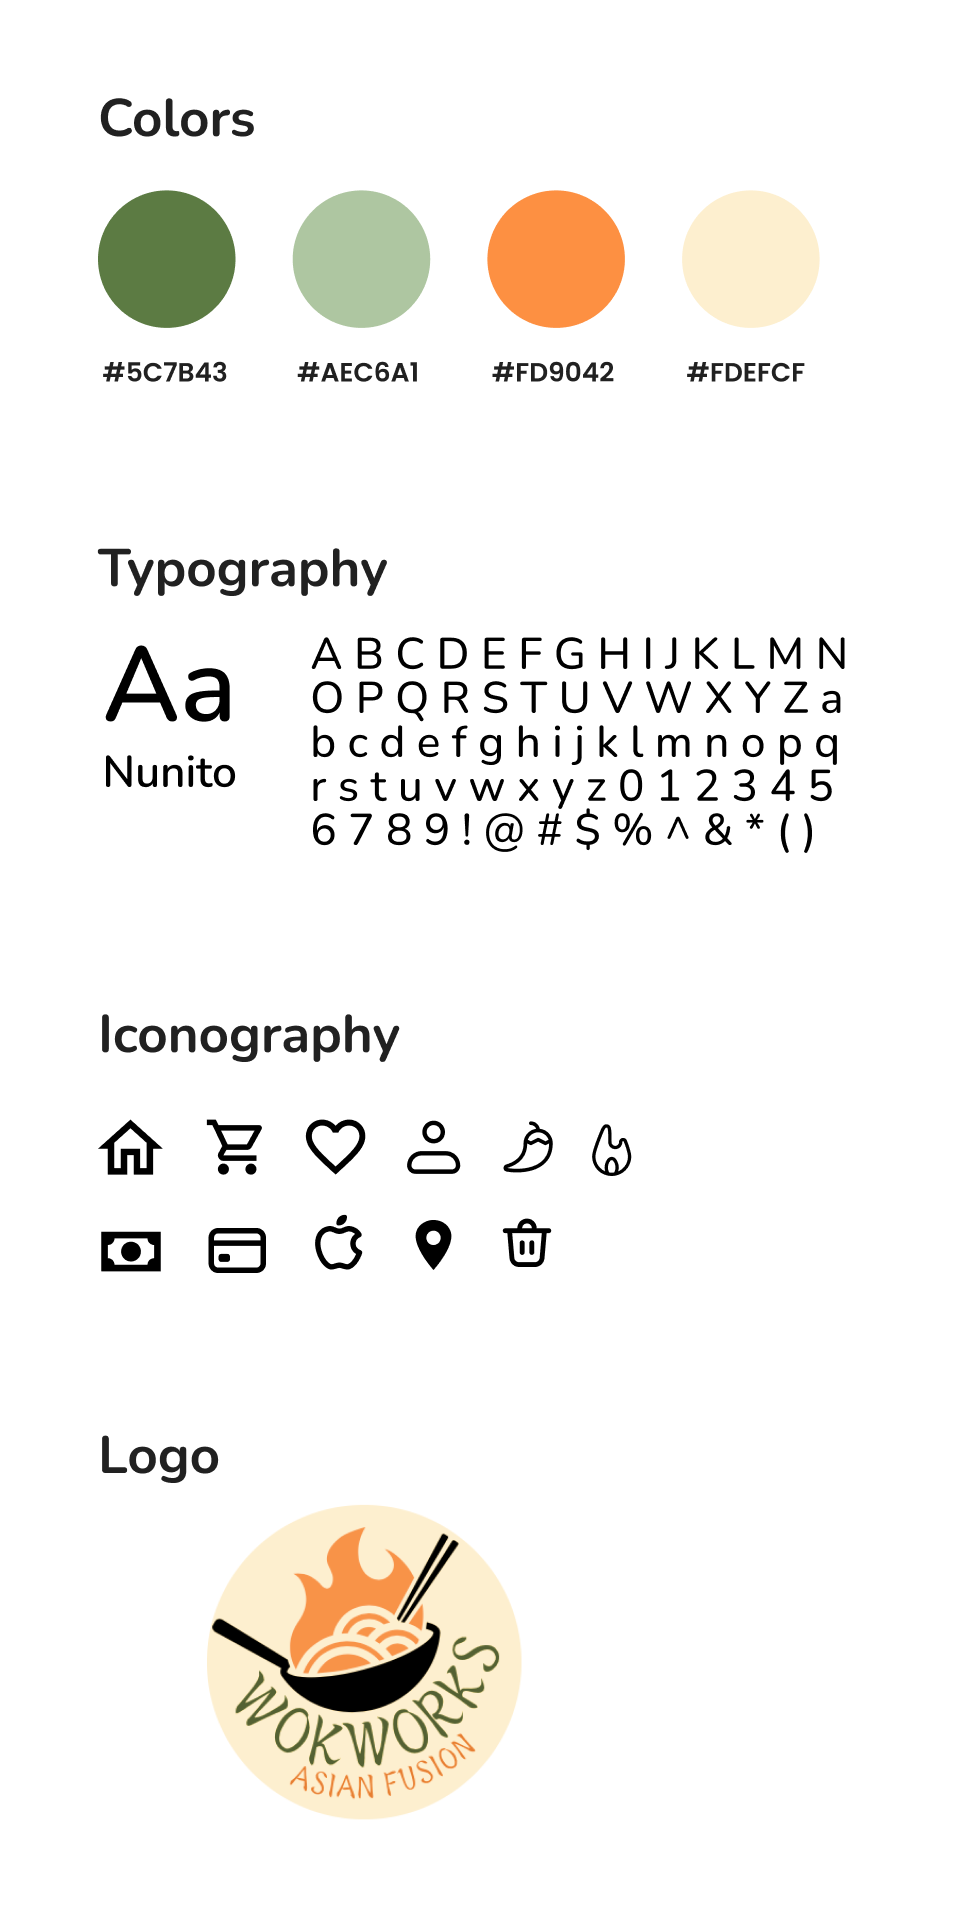 Colors
#5C7B43 #AEC6A1 #FD9042 #FDEFCF
Typography
Aa
Nunito
A B C D E F G H I J K L M N
O P Q R S T U V W X Y Z a
b c d e f g h i j k l m n o p q
r s t u v w x y z 0 1 2 3 4 5
6 7 8 9 ! @ # $ % ^ & * ( )
Iconography
Logo
WOKWORKS
ASIAN FUSION